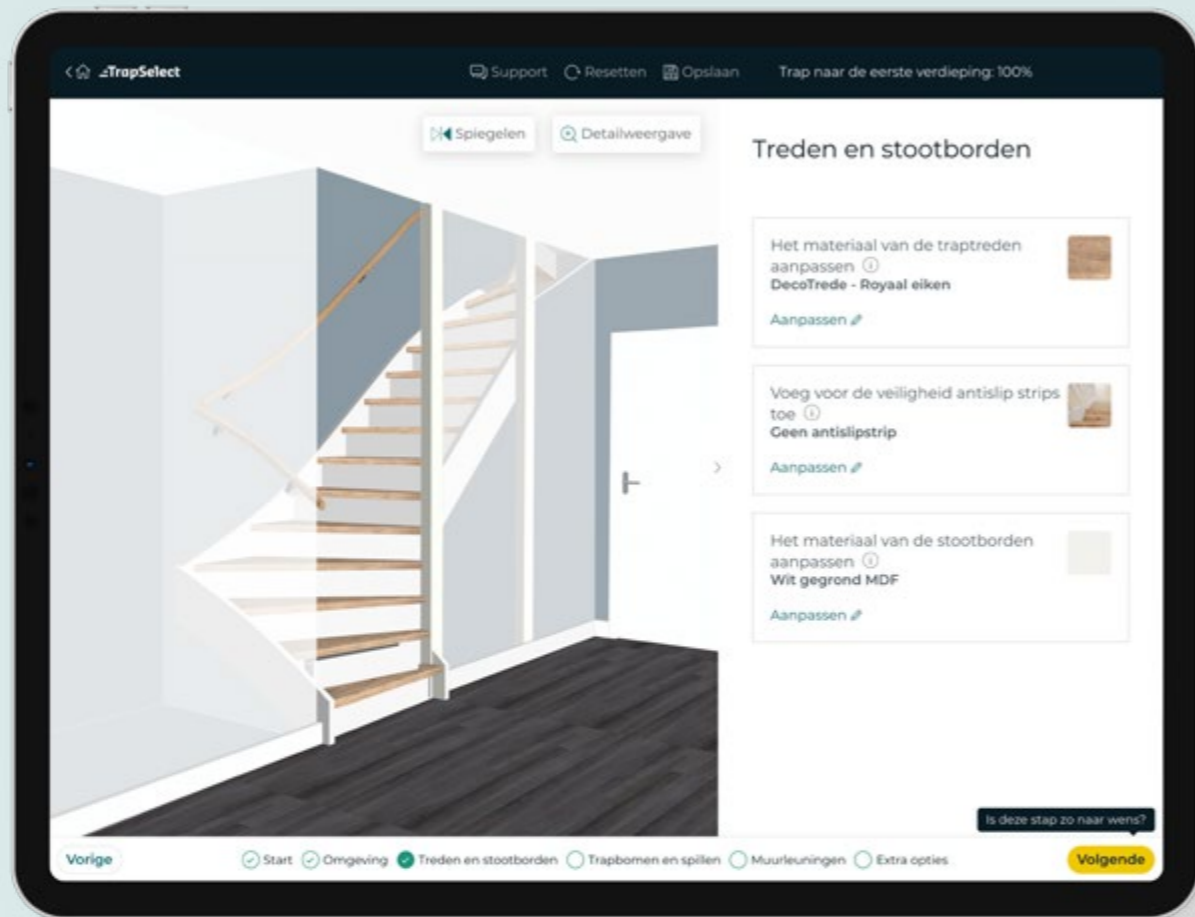 TrapSelect
Support
Resetten
Opslaan
Trap naar de eerste verdieping: 100%
Spiegelen
Detailweergave
Treden en stootborden
Het materiaal van de traptreden
aanpassen
DecoTrede - Royaal eiken
Aanpassen
Voeg voor de veiligheid antislip strips
toe
Geen antislipstrip
Aanpassen
Het materiaal van de stootborden
aanpassen
Wit gegrond MDF
Aanpassen
Is deze stap zo naar wens?
Vorige
Start
Omgeving
Treden en stootborden
Trapbomen en spillen
Muurleuningen
Extra opties
Volgende